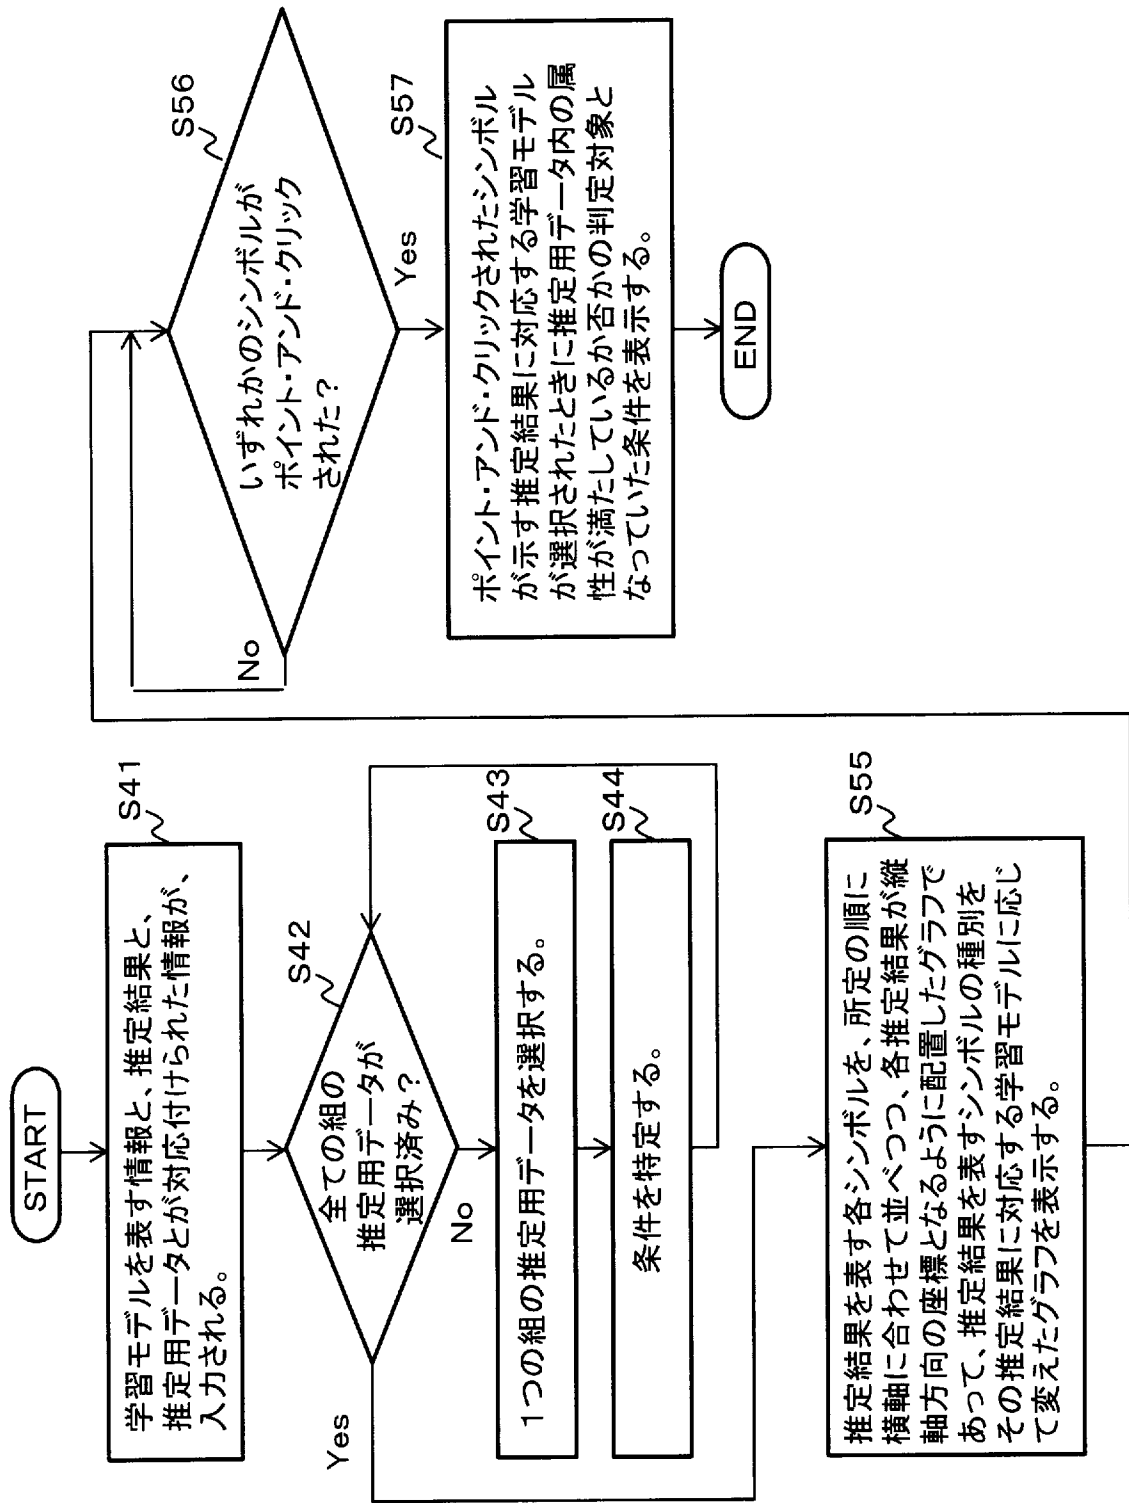 START
S41
学習モデルを表す情報と、推定結果と、
推定用データとが対応付けられた情報が、
入力される。
S42
全ての組の
推定用データが
選択済み？
Yes
No
S43
1つの組の推定用データを選択する。
S44
条件を特定する。
S55
推定結果を表す各シンボルを、所定の順に
横軸に合わせて並べつつ、各推定結果が縦
軸方向の座標となるように配置したグラフで
あって、推定結果を表すシンボルの種別を
その推定結果に対応する学習モデルに応じ
て変えたグラフを表示する。
S56
いずれかのシンボルが
ポイント・アンド・クリック
された？
No
Yes
S57
ポイント・アンド・クリックされたシンボル
が示す推定結果に対応する学習モデル
が選択されたときに推定用データ内の属
性が満たしているか否かの判定対象と
なっていた条件を表示する。
END